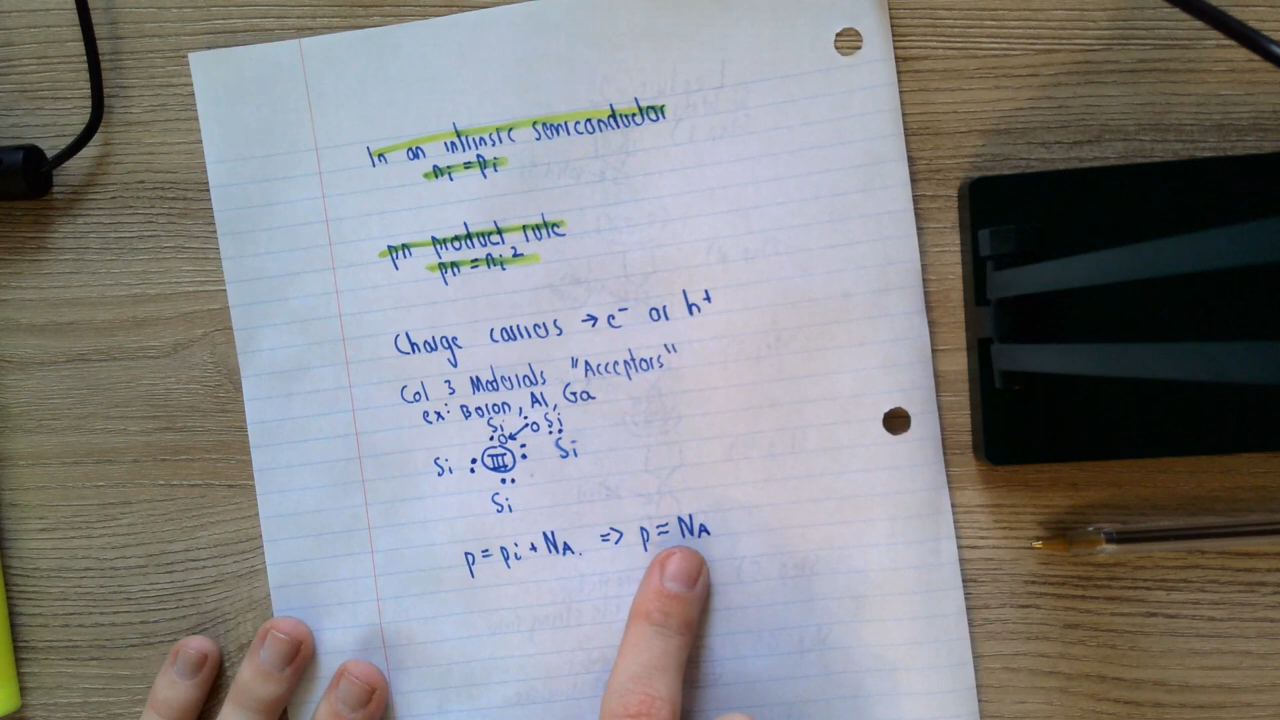 In an intrinsic semiconductor
ni = pi
pn product rule
pn = ni²
Charge carriers → e⁻ or h⁺
Col 3 Materials "Acceptors"
ex: Boron, Al, Ga
Si Si
Si III Si
Si
p = pi + NA. => p ≈ NA